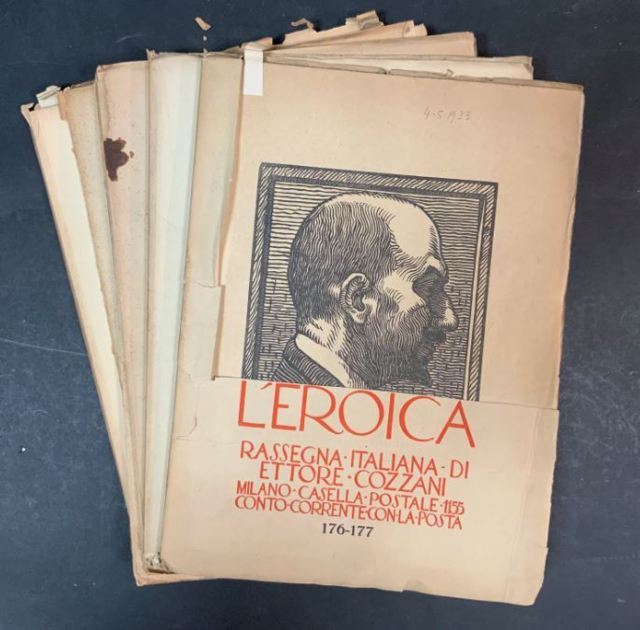 4-5-1933
L'EROICA
RASSEGNA·ITALIANA·DI
ETTORE·COZZANI
MILANO·CASELLA·POSTALE·1155
CONTO·CORRENTE·CON·LA·POSTA
176-177